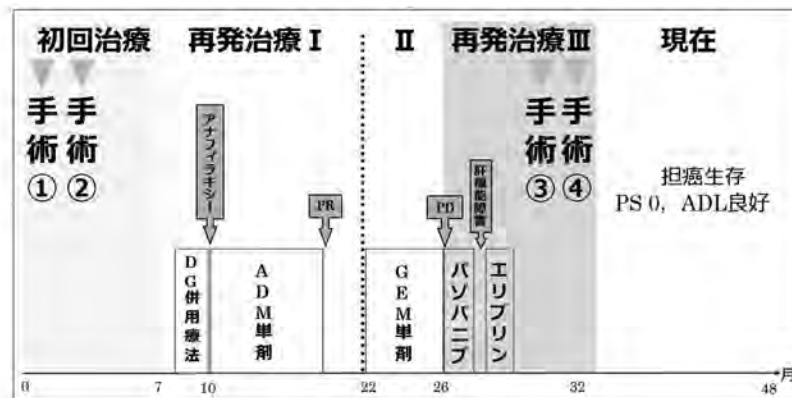 初回治療 再発治療Ⅰ Ⅱ 再発治療Ⅲ 現在
手術①
手術②
アナフィラキシー
PR
PD
肝機能障害
手術③
手術④
担癌生存
PS 0，ADL良好
DG併用療法
ADM単剤
GEM単剤
パゾパニブ
エリブリン
0 7 10 22 26 32 48 月